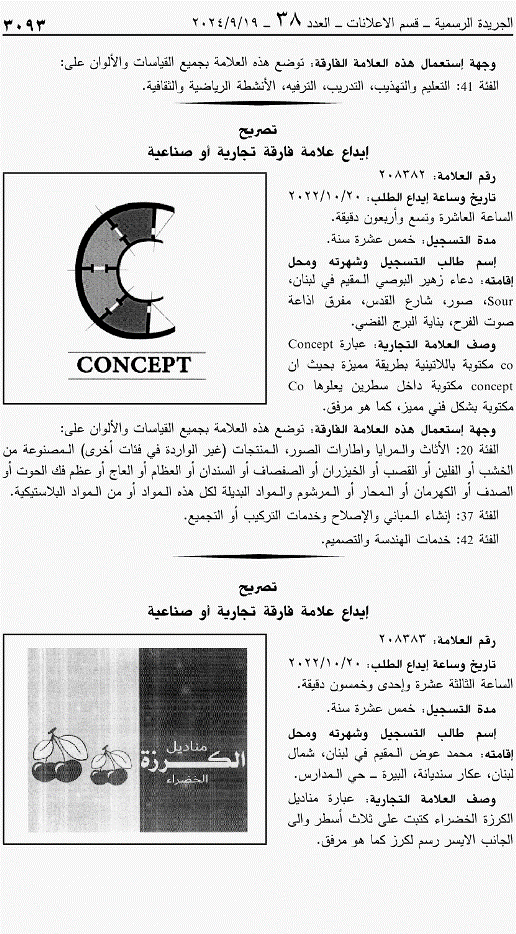 الجريدة الرسمية ــ قسم الاعلانات ــ العدد ٣٨ ــ ٢٠٢٤/٩/١٩
٣٠٩٣
وجهة إستعمال هذه العلامة الفارقة: توضع هذه العلامة بجميع القياسات والألوان على:
الفئة 41: التعليم والتهذيب، التدريب، الترفيه، الأنشطة الرياضية والثقافية.
تصريح
إيداع علامة فارقة تجارية أو صناعية
رقم العلامة: ٢٠٨٣٨٢
تاريخ وساعة إيداع الطلب: ٢٠٢٢/١٠/٢٠
الساعة العاشرة وتسع وأربعون دقيقة.
مدة التسجيل: خمس عشرة سنة.
إسم طالب التسجيل وشهرته ومحل
إقامته: دعاء زهير البوصي المقيم في لبنان،
Sour، صور، شارع القدس، مفرق اذاعة
صوت الفرح، بناية البرج الفضي.
وصف العلامة التجارية: عبارة Concept
co مكتوبة باللاتينية بطريقة مميزة بحيث ان
concept مكتوبة داخل سطرين يعلوها Co
مكتوبة بشكل فني مميز، كما هو مرفق.
CONCEPT
وجهة إستعمال هذه العلامة الفارقة: توضع هذه العلامة بجميع القياسات والألوان على:
الفئة 20: الأثاث والمرايا واطارات الصور، المنتجات (غير الواردة في فئات أخرى) المصنوعة من
الخشب أو الفلين أو القصب أو الخيزران أو الصفصاف أو السندان أو العظام أو العاج أو عظم فك الحوت أو
الصدف أو الكهرمان أو المحار أو المرشوم والمواد البديلة لكل هذه المواد أو من المواد البلاستيكية.
الفئة 37: إنشاء المباني والإصلاح وخدمات التركيب أو التجميع.
الفئة 42: خدمات الهندسة والتصميم.
تصريح
إيداع علامة فارقة تجارية أو صناعية
رقم العلامة: ٢٠٨٣٨٣
تاريخ وساعة إيداع الطلب: ٢٠٢٢/١٠/٢٠
الساعة الثالثة عشرة وإحدى وخمسون دقيقة.
مدة التسجيل: خمس عشرة سنة.
إسم طالب التسجيل وشهرته ومحل
إقامته: محمد عوض المقيم في لبنان، شمال
لبنان، عكار سنديانة، البيرة ــ حي المدارس.
وصف العلامة التجارية: عبارة مناديل
الكرزة الخضراء كتبت على ثلاث أسطر والى
الجانب الايسر رسم لكرز كما هو مرفق.
مناديل
الكرزة
الخضراء